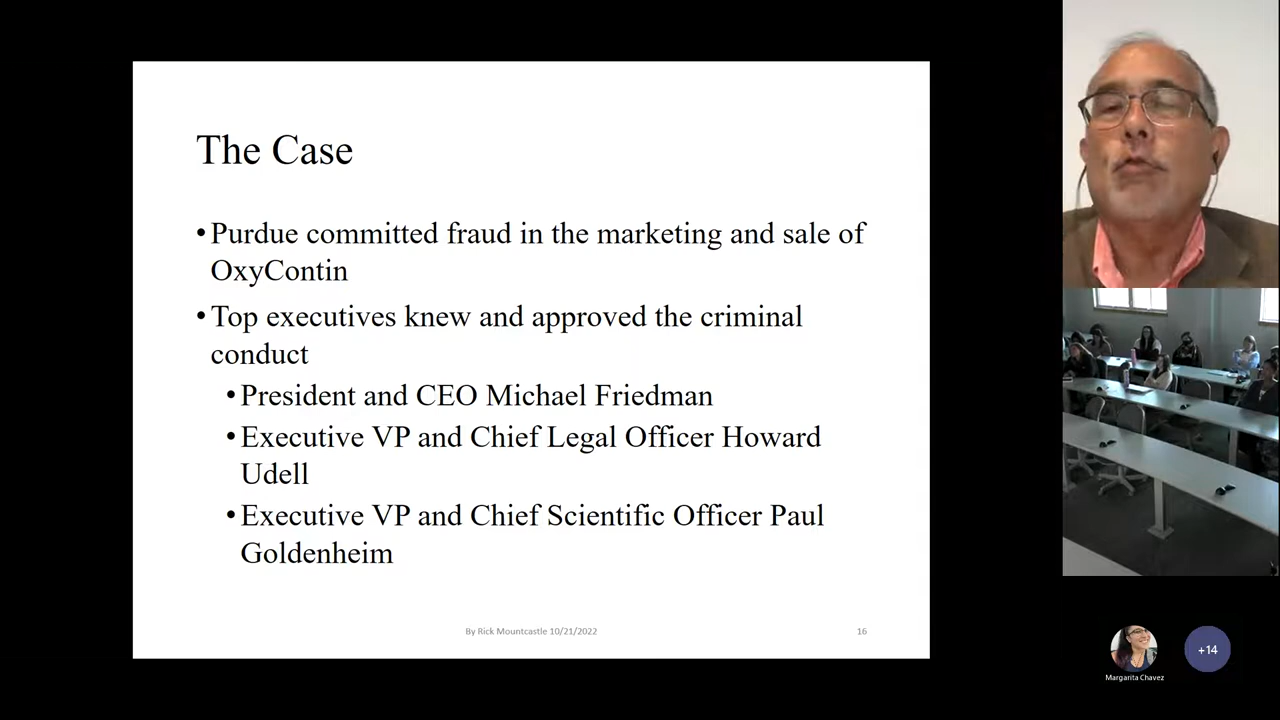 The Case
•Purdue committed fraud in the marketing and sale of
OxyContin
•Top executives knew and approved the criminal
conduct
•President and CEO Michael Friedman
•Executive VP and Chief Legal Officer Howard
Udell
•Executive VP and Chief Scientific Officer Paul
Goldenheim
By Rick Mountcastle 10/21/2022
16
+14
Margarita Chavez